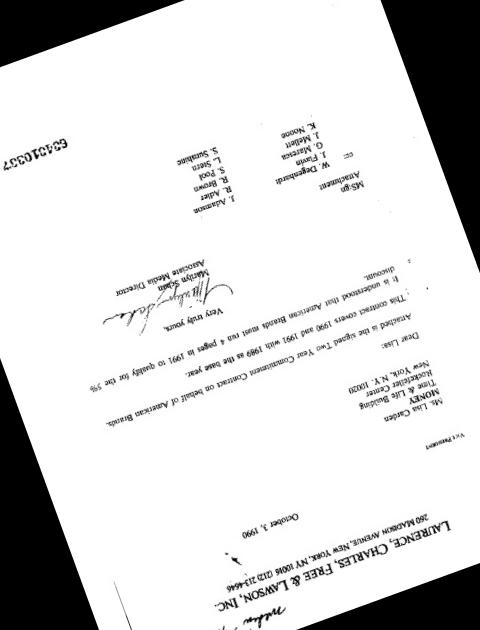 LAURENCE, CHARLES, FREE & LAWSON, INC.
260 MADISON AVENUE, NEW YORK, NY 10016 (212) 213-4646
October 3, 1990
VICE PRESIDENT
Ms. Lisa Carden
MONEY
Time & Life Building
Rockefeller Center
New York, N.Y. 10020
Dear Lisa:
Attached is the signed Two Year Commitment Contract on behalf of American Brands.
This contract covers 1990 and 1991 with 1989 as the base year.
It is understood that American Brands must run 4 pages in 1991 to qualify for the 5%
discount.
Very truly yours,
Marilyn Schain
Marilyn Schain
Associate Media Director
MS:gn
Attachment
cc:
W. Degenhardt
J. Flavin
G. Maresca
J. Mellett
K. Noone
J. Adamson
R. Adler
R. Brown
S. Pool
L. Stern
S. Sunshine